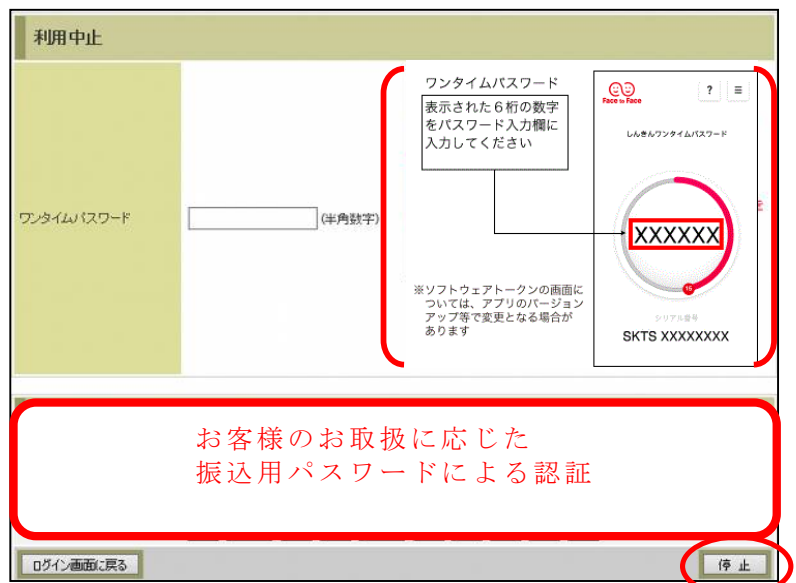 利用中止
ワンタイムパスワード
(半角数字)
ワンタイムパスワード
表示された6桁の数字
をパスワード入力欄に
入力してください
※ソフトウェアトークンの画面に
ついては、アプリのバージョン
アップ等で変更となる場合が
あります
Face to Face
?
≡
しんきんワンタイムパスワード
XXXXXX
15
シリアル番号
SKTS XXXXXXXX
お客様のお取扱に応じた
振込用パスワードによる認証
ログイン画面に戻る
停 止